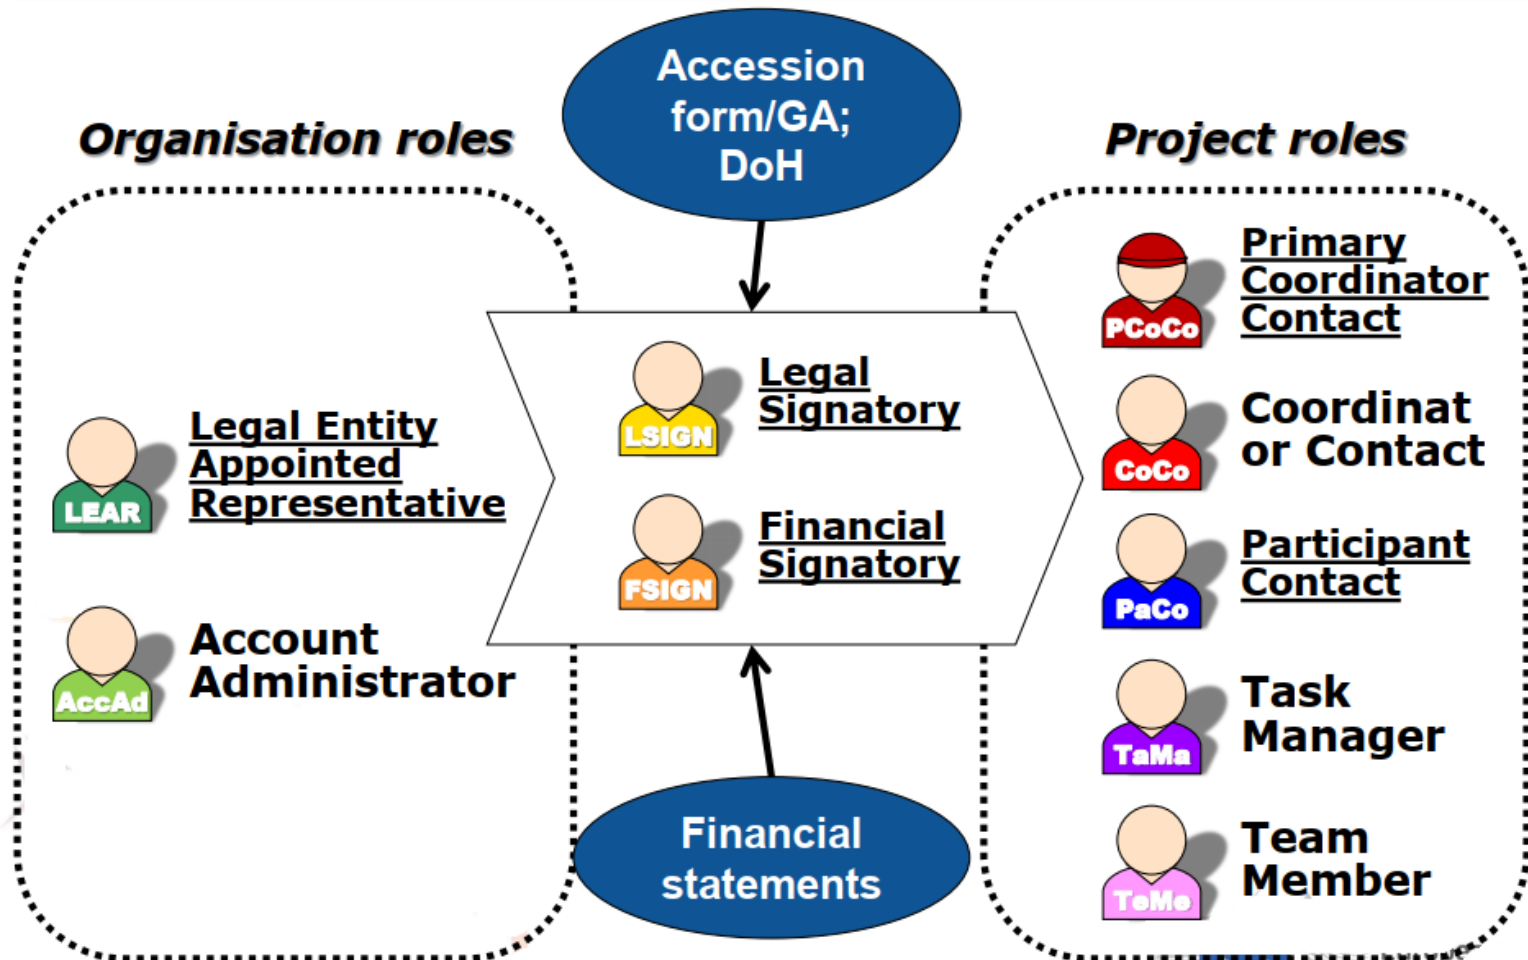 Organisation roles
Accession
form/GA;
DoH
Project roles
LEAR
Legal Entity
Appointed
Representative
AccAd
Account
Administrator
LSIGN
Legal
Signatory
FSIGN
Financial
Signatory
Financial
statements
PCoCo
Primary
Coordinator
Contact
CoCo
Coordinat
or Contact
PaCo
Participant
Contact
TaMa
Task
Manager
TeMe
Team
Member